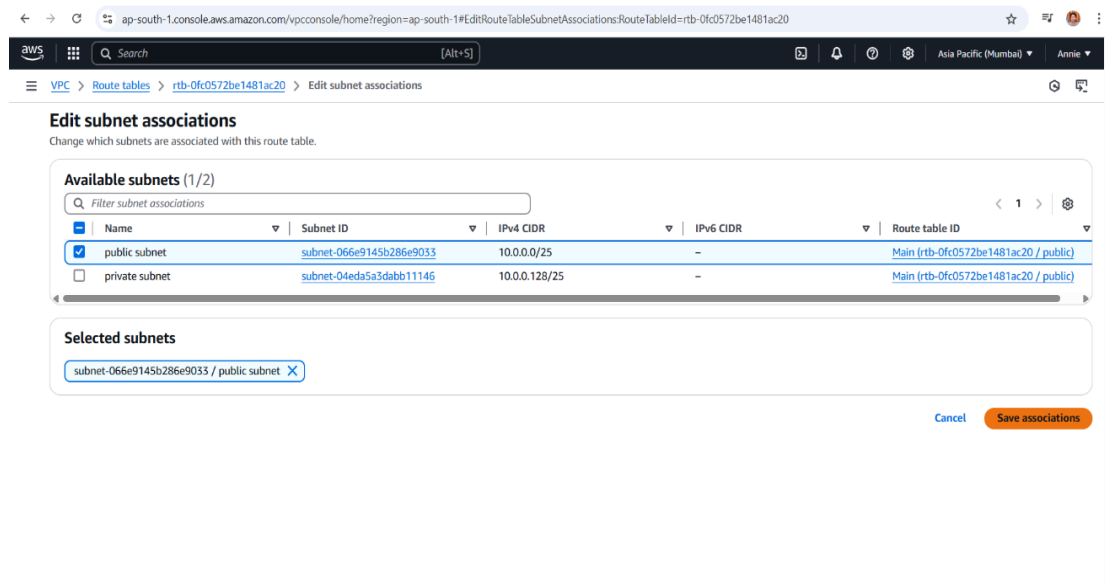 ap-south-1.console.aws.amazon.com/vpcconsole/home?region=ap-south-1#EditRouteTableSubnetAssociations:RouteTableId=rtb-0fc0572be1481ac20
aws Search [Alt+S] Asia Pacific (Mumbai) ▼ Annie ▼
VPC > Route tables > rtb-0fc0572be1481ac20 > Edit subnet associations
Edit subnet associations
Change which subnets are associated with this route table.
Available subnets (1/2)
Filter subnet associations < 1 >
Name Subnet ID IPv4 CIDR IPv6 CIDR Route table ID
public subnet subnet-066e9145b286e9033 10.0.0.0/25 – Main (rtb-0fc0572be1481ac20 / public)
private subnet subnet-04eda5a3dabb11146 10.0.0.128/25 – Main (rtb-0fc0572be1481ac20 / public)
Selected subnets
subnet-066e9145b286e9033 / public subnet X
Cancel Save associations